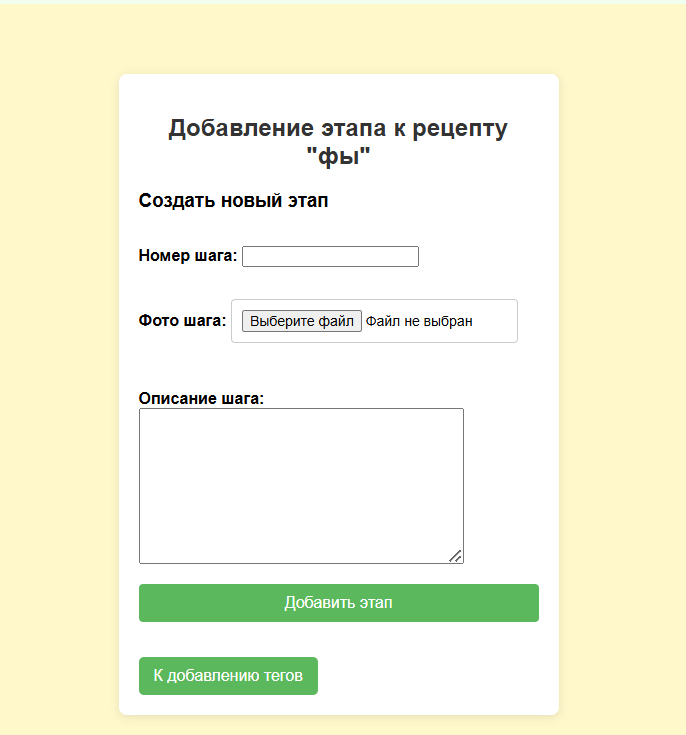 Добавление этапа к рецепту
"фы"
Создать новый этап
Номер шага:
Фото шага: Выберите файл Файл не выбран
Описание шага:
Добавить этап
К добавлению тегов